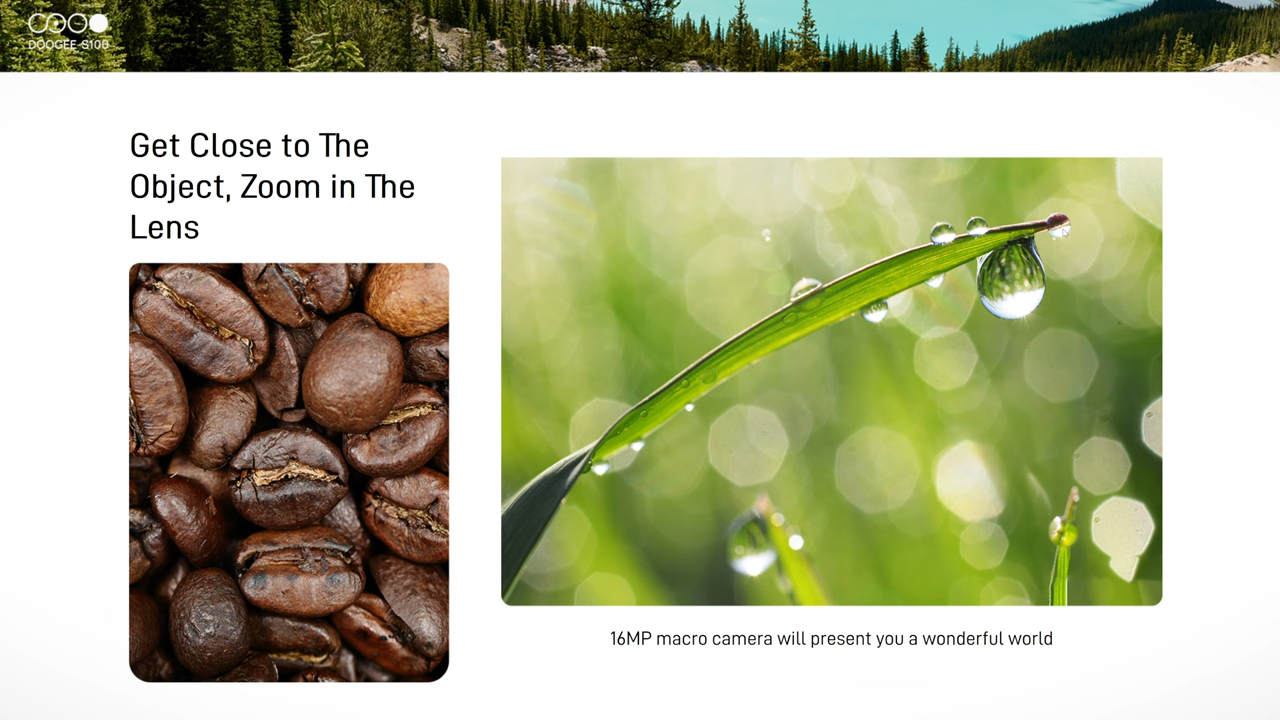 DOOGEE S100
Get Close to The
Object, Zoom in The
Lens
16MP macro camera will present you a wonderful world